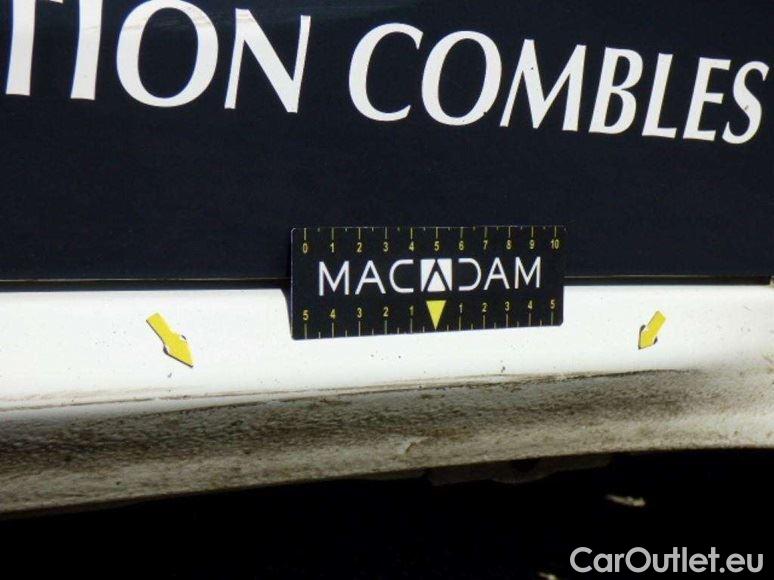 TION COMBLES
0 1 2 3 4 5 6 7 8 9 10
MACADAM
5 4 3 2 1 1 2 3 4 5
CarOutlet.eu